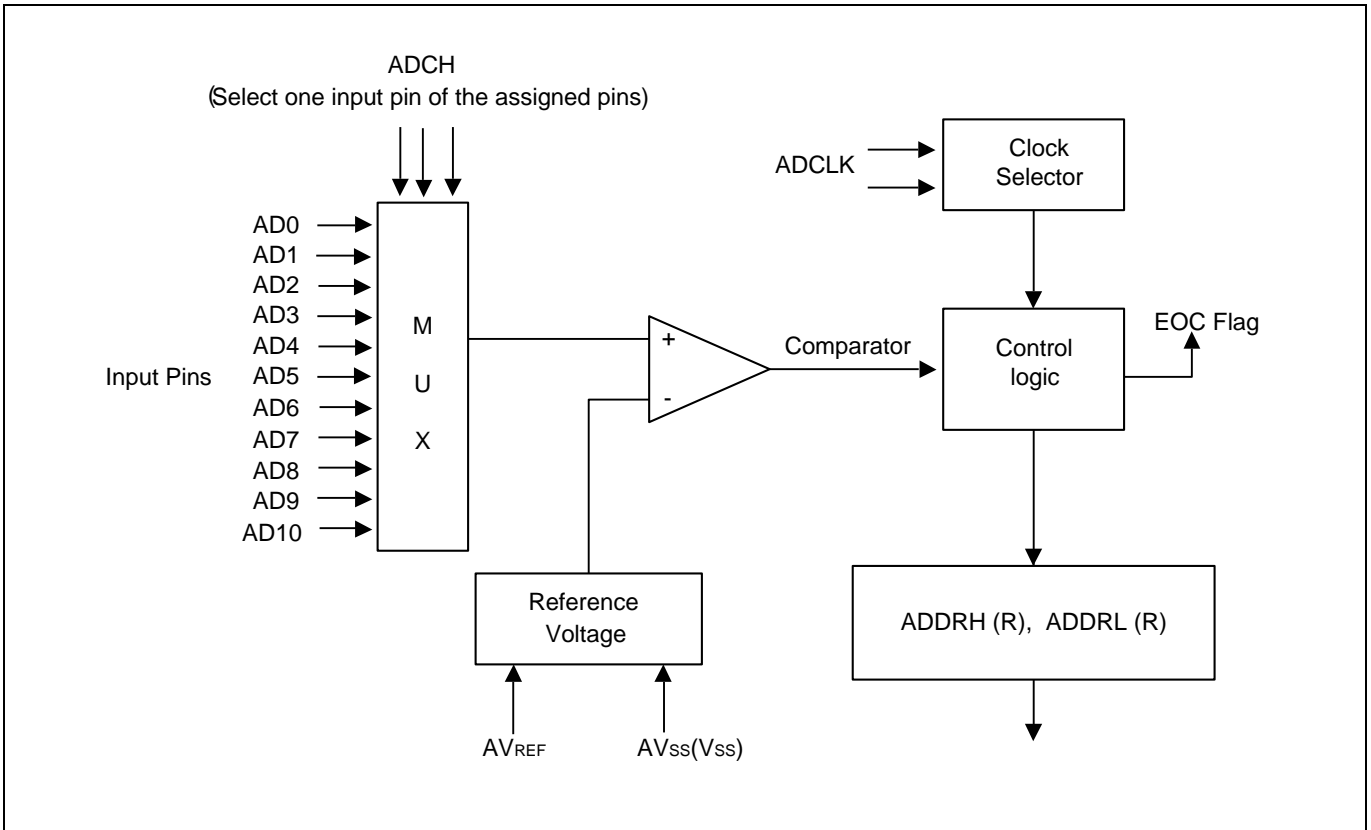 ADCH
(Select one input pin of the assigned pins)
ADCLK
Clock
Selector
AD0
AD1
AD2
AD3
AD4
AD5
AD6
AD7
AD8
AD9
AD10
Input Pins
M
U
X
+
-
Comparator
Control
logic
EOC Flag
Reference
Voltage
ADDRH (R), ADDRL (R)
AVREF
AVSS(VSS)